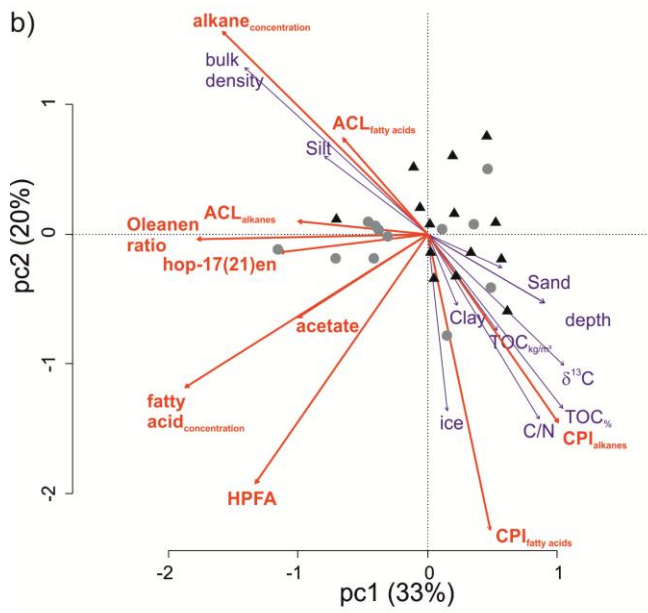 b)
alkane concentration
bulk
density
ACL fatty acids
Silt
ACL alkanes
Oleanen
ratio
hop-17(21)en
acetate
fatty
acid concentration
HPFA
Sand
depth
Clay
TOC kg/m³
δ¹³C
ice
C/N
TOC %
CPI alkanes
CPI fatty acids
pc2 (20%)
1
0
-1
-2
-2
-1
0
1
pc1 (33%)